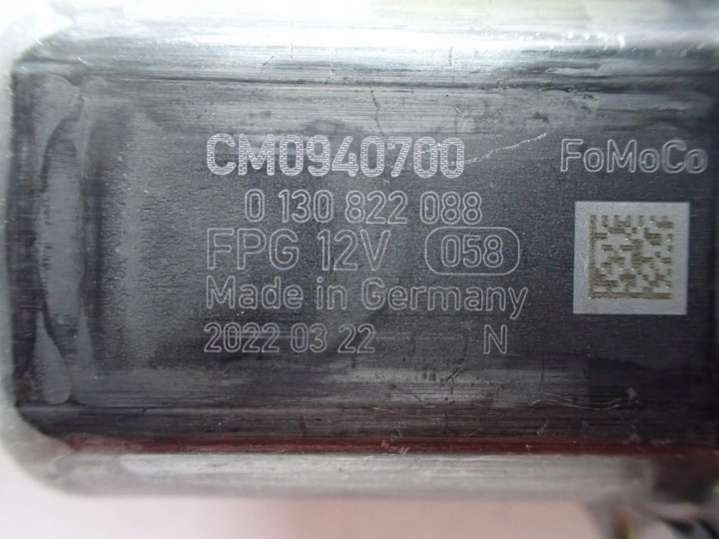 CM0940700
FoMoCo
0 130 822 088
FPG 12V 058
Made in Germany
2022 03 22 N